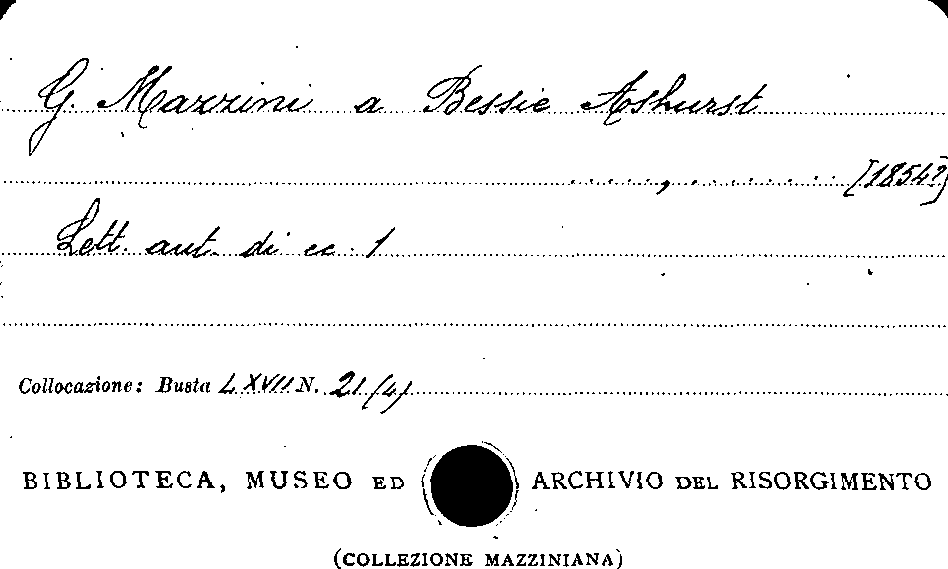 G. Mazzini a Bessie Ashurst
....., ........ [1854?]
Lett. aut. di cc. 1
Collocazione: Busta LXVII N. 21 (4)
BIBLIOTECA, MUSEO ED ARCHIVIO DEL RISORGIMENTO
(COLLEZIONE MAZZINIANA)